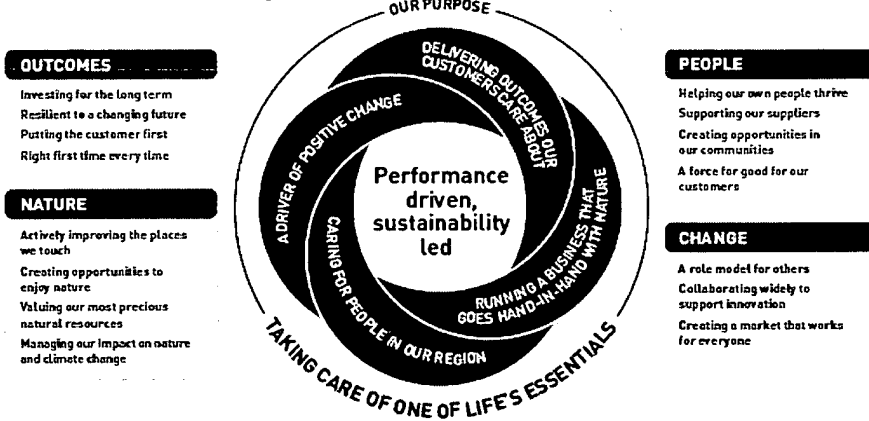 OUR PURPOSE
OUTCOMES
Investing for the long term
Resilient to a changing future
Putting the customer first
Right first time every time
NATURE
Actively improving the places
we touch
Creating opportunities to
enjoy nature
Valuing our most precious
natural resources
Managing our impact on nature
and climate change
DELIVERING OUTCOMES OUR
CUSTOMERS CARE ABOUT
A DRIVER OF POSITIVE CHANGE
Performance
driven,
sustainability
led
RUNNING A BUSINESS THAT
GOES HAND-IN-HAND WITH NATURE
CARING FOR PEOPLE IN OUR REGION
TAKING CARE OF ONE OF LIFE'S ESSENTIALS
PEOPLE
Helping our own people thrive
Supporting our suppliers
Creating opportunities in
our communities
A force for good for our
customers
CHANGE
A role model for others
Collaborating widely to
support innovation
Creating a market that works
for everyone